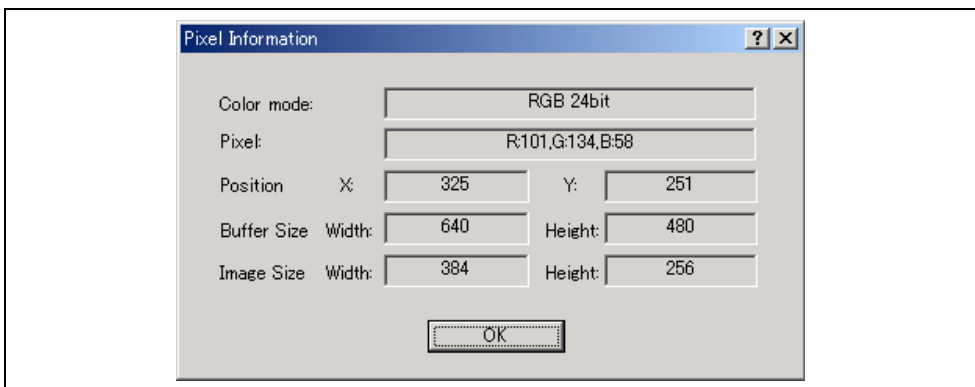 Pixel Information
Color mode: RGB 24bit
Pixel: R:101,G:134,B:58
Position X: 325 Y: 251
Buffer Size Width: 640 Height: 480
Image Size Width: 384 Height: 256
OK